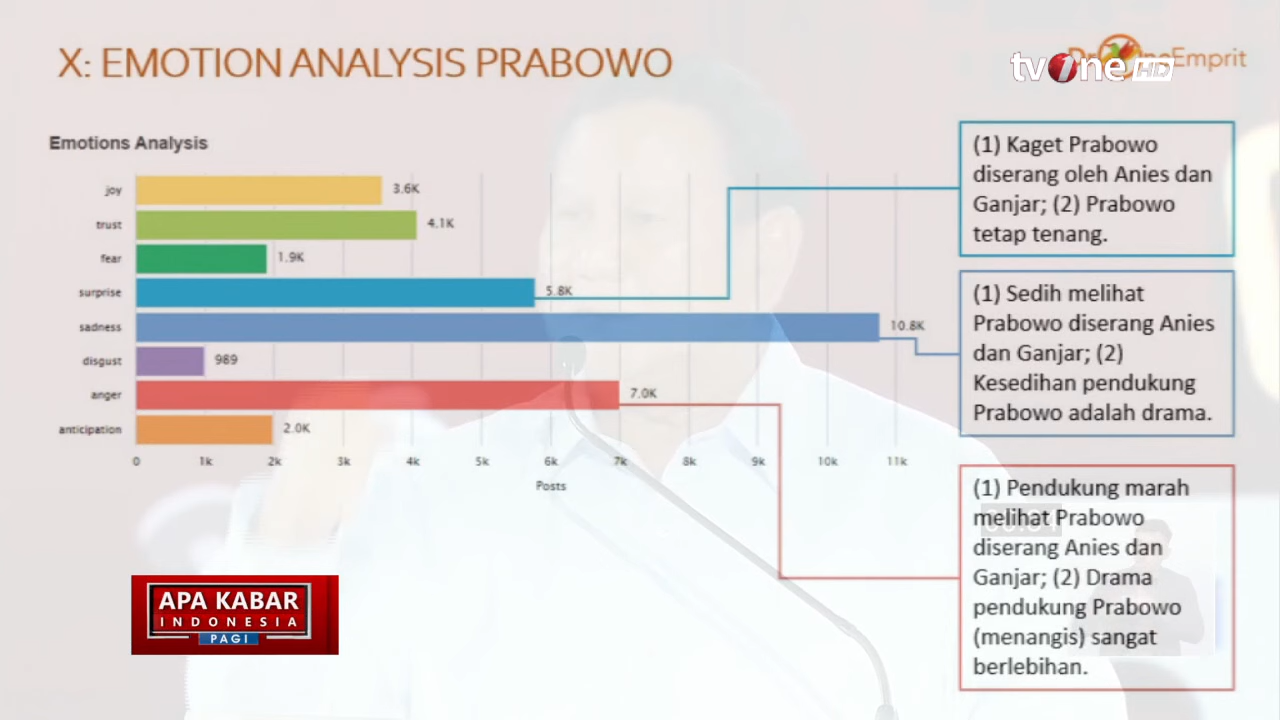 X: EMOTION ANALYSIS PRABOWO
tvOne HD
Emprit
Emotions Analysis
joy 3.6K
trust 4.1K
fear 1.9K
surprise 5.8K
sadness 10.8K
disgust 989
anger 7.0K
anticipation 2.0K
0 1k 2k 3k 4k 5k 6k 7k 8k 9k 10k 11k
Posts
(1) Kaget Prabowo
diserang oleh Anies dan
Ganjar; (2) Prabowo
tetap tenang.
(1) Sedih melihat
Prabowo diserang Anies
dan Ganjar; (2)
Kesedihan pendukung
Prabowo adalah drama.
(1) Pendukung marah
melihat Prabowo
diserang Anies dan
Ganjar; (2) Drama
pendukung Prabowo
(menangis) sangat
berlebihan.
APA KABAR
INDONESIA
PAGI